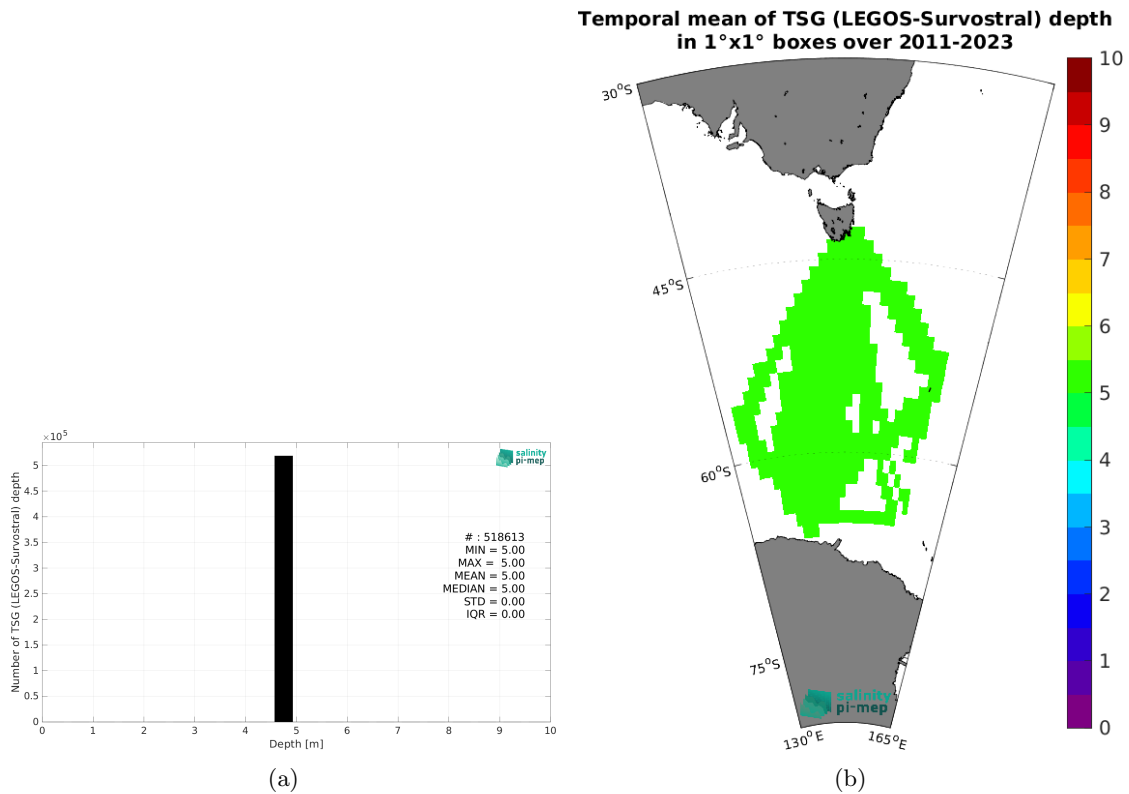 Temporal mean of TSG (LEGOS-Survostral) depth
in 1°x1° boxes over 2011-2023
30°S
45°S
60°S
75°S
130°E
165°E
salinity
pi-mep
10
9
8
7
6
5
4
3
2
1
0
×10⁵
Number of TSG (LEGOS-Survostral) depth
5
4.5
4
3.5
3
2.5
2
1.5
1
0.5
0
salinity
pi-mep
# : 518613
MIN = 5.00
MAX = 5.00
MEAN = 5.00
MEDIAN = 5.00
STD = 0.00
IQR = 0.00
0 1 2 3 4 5 6 7 8 9 10
Depth [m]
(a)
(b)